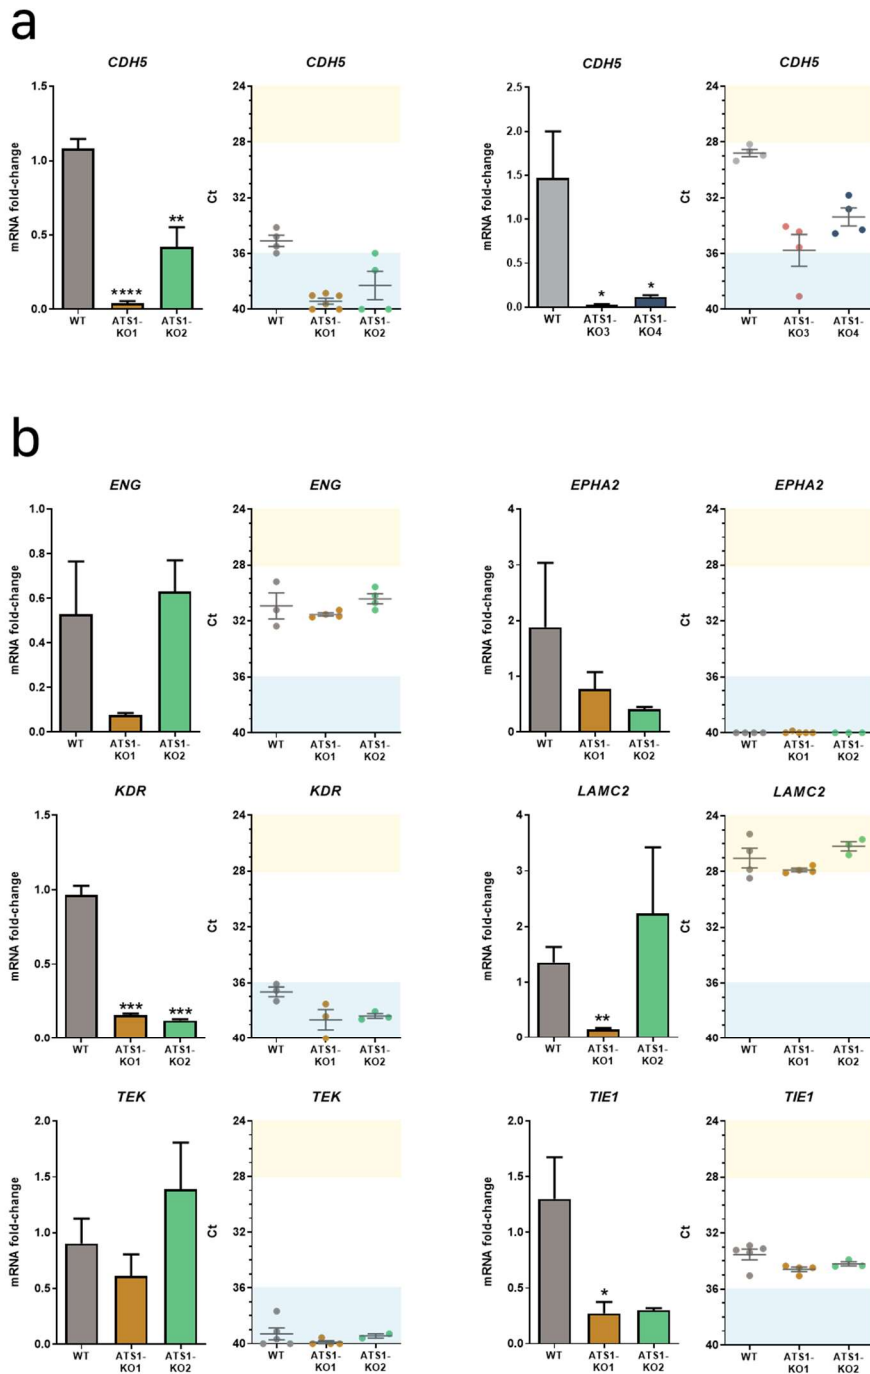 a
CDH5
mRNA fold-change
1.5
1.0
0.5
0.0
****
**
WT
ATS1-
KO1
ATS1-
KO2
CDH5
Ct
24
28
32
36
40
WT
ATS1-
KO1
ATS1-
KO2
CDH5
mRNA fold-change
2.5
2.0
1.5
1.0
0.5
0.0
*
*
WT
ATS1-
KO3
ATS1-
KO4
CDH5
Ct
24
28
32
36
40
WT
ATS1-
KO3
ATS1-
KO4
b
ENG
mRNA fold-change
1.0
0.8
0.6
0.4
0.2
0.0
WT
ATS1-
KO1
ATS1-
KO2
ENG
Ct
24
28
32
36
40
WT
ATS1-
KO1
ATS1-
KO2
EPHA2
mRNA fold-change
4
3
2
1
0
WT
ATS1-
KO1
ATS1-
KO2
EPHA2
Ct
24
28
32
36
40
WT
ATS1-
KO1
ATS1-
KO2
KDR
mRNA fold-change
1.5
1.0
0.5
0.0
***
***
WT
ATS1-
KO1
ATS1-
KO2
KDR
Ct
24
28
32
36
40
WT
ATS1-
KO1
ATS1-
KO2
LAMC2
mRNA fold-change
4
3
2
1
0
**
WT
ATS1-
KO1
ATS1-
KO2
LAMC2
Ct
24
28
32
36
40
WT
ATS1-
KO1
ATS1-
KO2
TEK
mRNA fold-change
2.0
1.5
1.0
0.5
0.0
WT
ATS1-
KO1
ATS1-
KO2
TEK
Ct
24
28
32
36
40
WT
ATS1-
KO1
ATS1-
KO2
TIE1
mRNA fold-change
2.0
1.5
1.0
0.5
0.0
*
WT
ATS1-
KO1
ATS1-
KO2
TIE1
Ct
24
28
32
36
40
WT
ATS1-
KO1
ATS1-
KO2